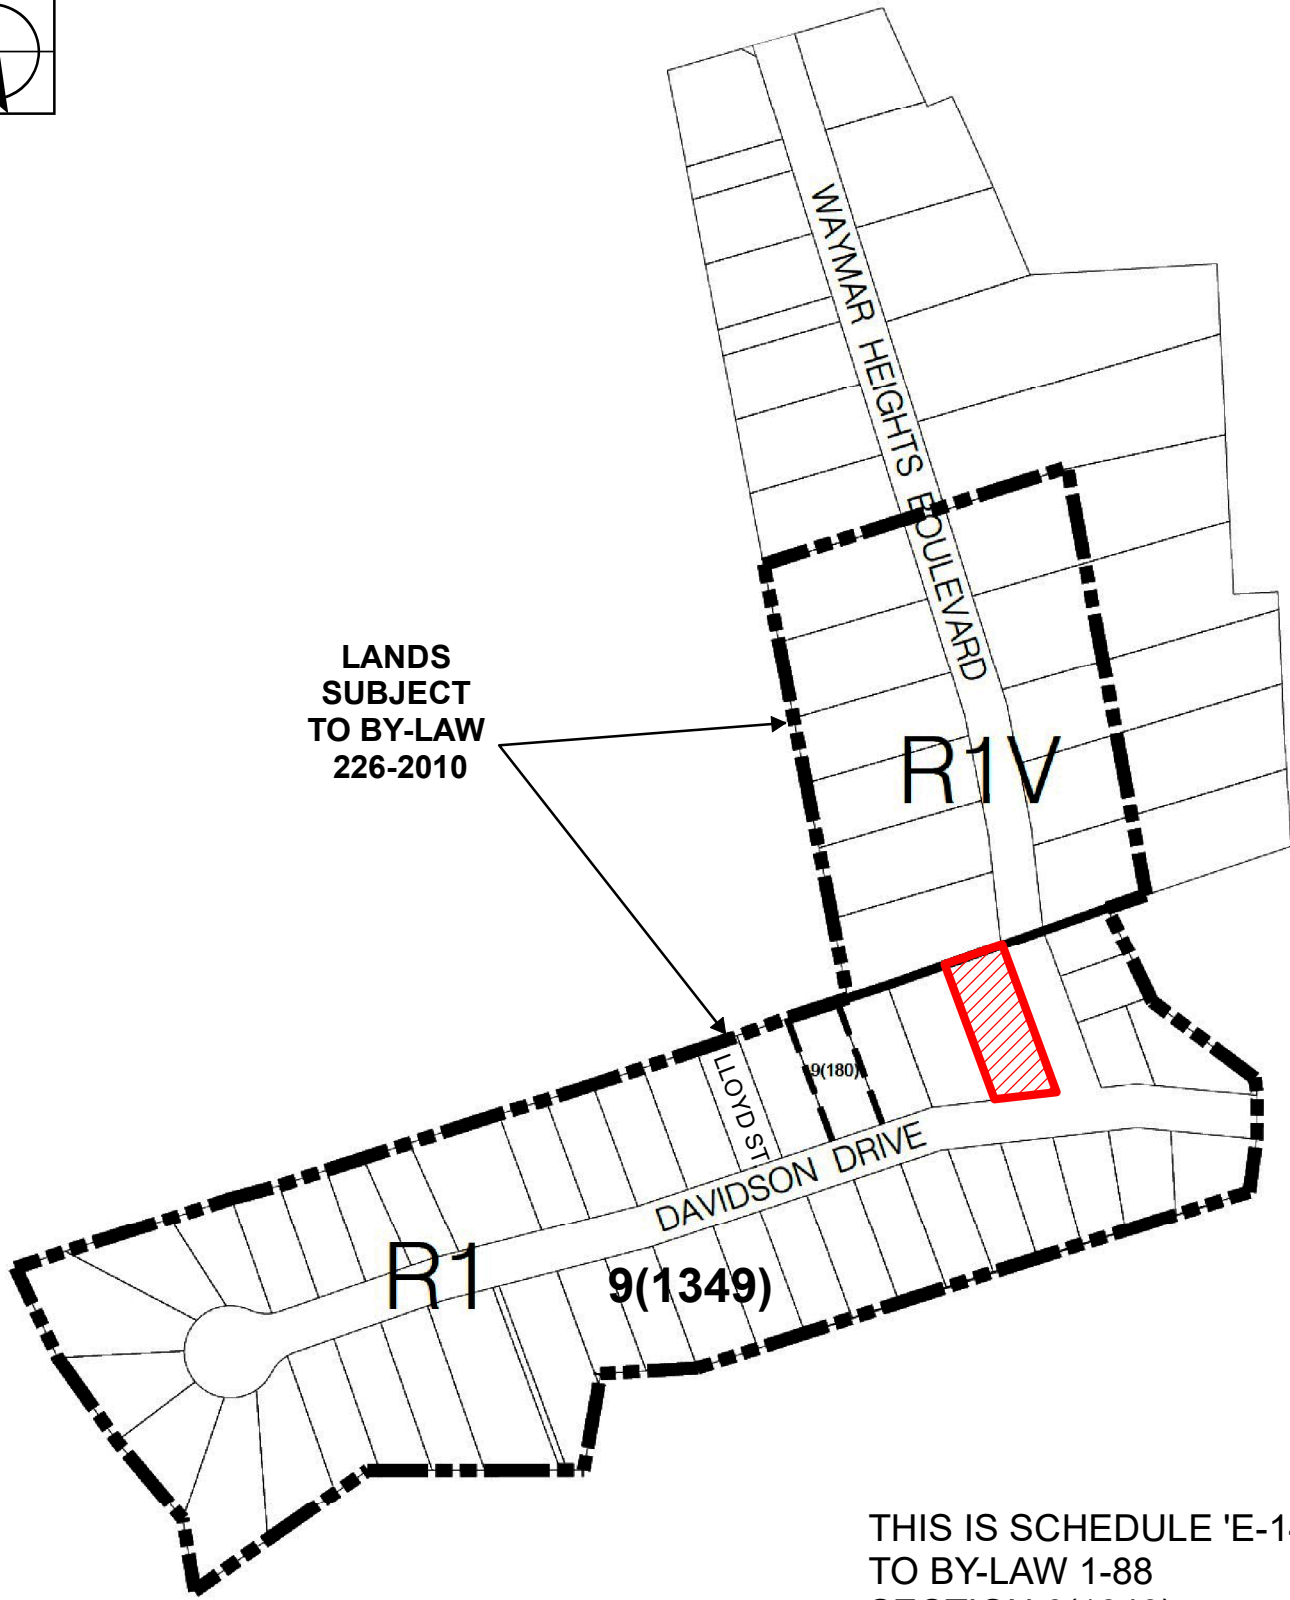 WAYMAR HEIGHTS BOULEVARD
LANDS
SUBJECT
TO BY-LAW
226-2010
R1V
9(180)
LLOYD ST
DAVIDSON DRIVE
R1
9(1349)
THIS IS SCHEDULE 'E-14
TO BY-LAW 1-88